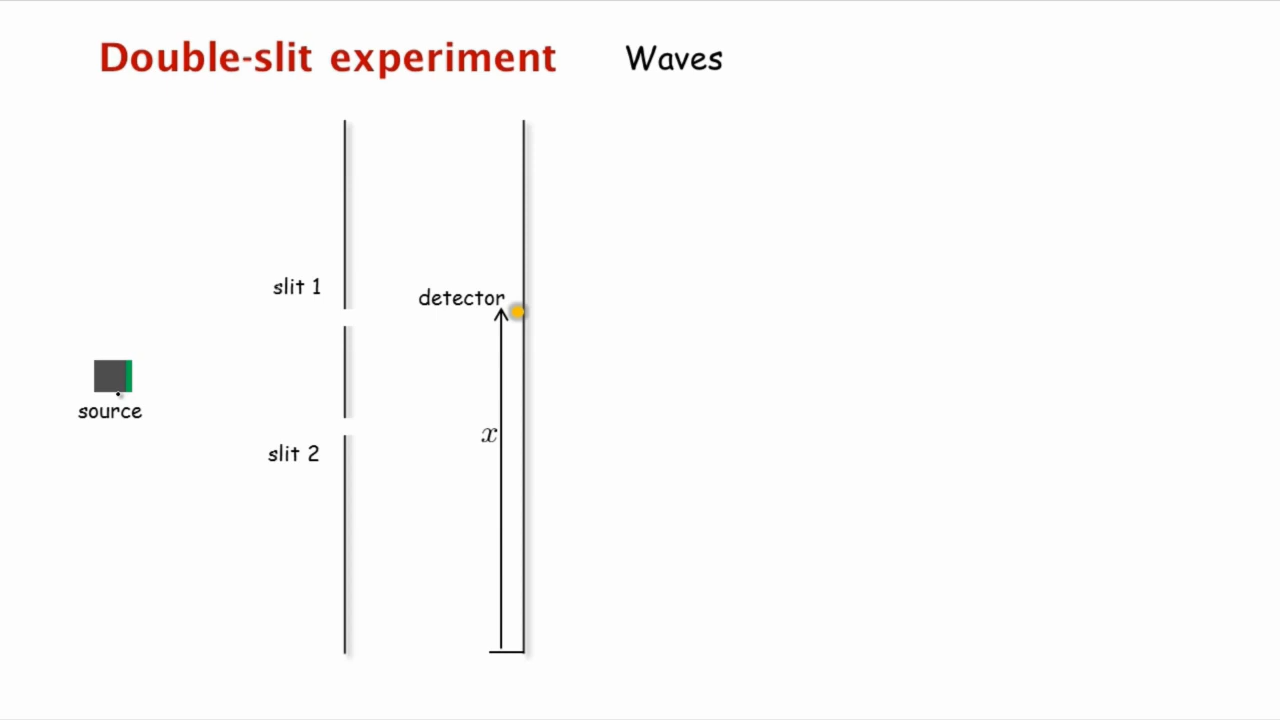 Double-slit experiment Waves
slit 1
detector
source
x
slit 2